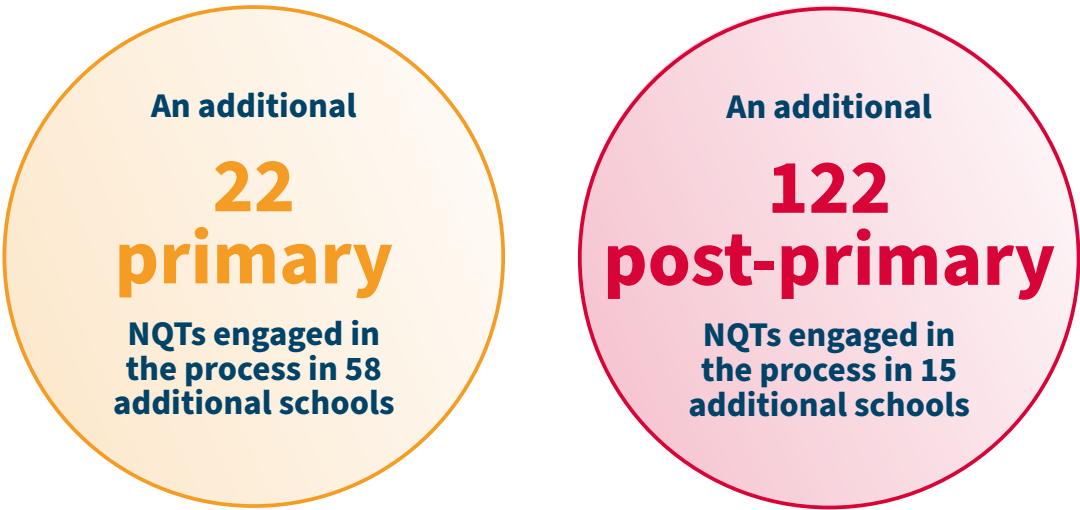 An additional
22
primary
NQTs engaged in
the process in 58
additional schools
An additional
122
post-primary
NQTs engaged in
the process in 15
additional schools